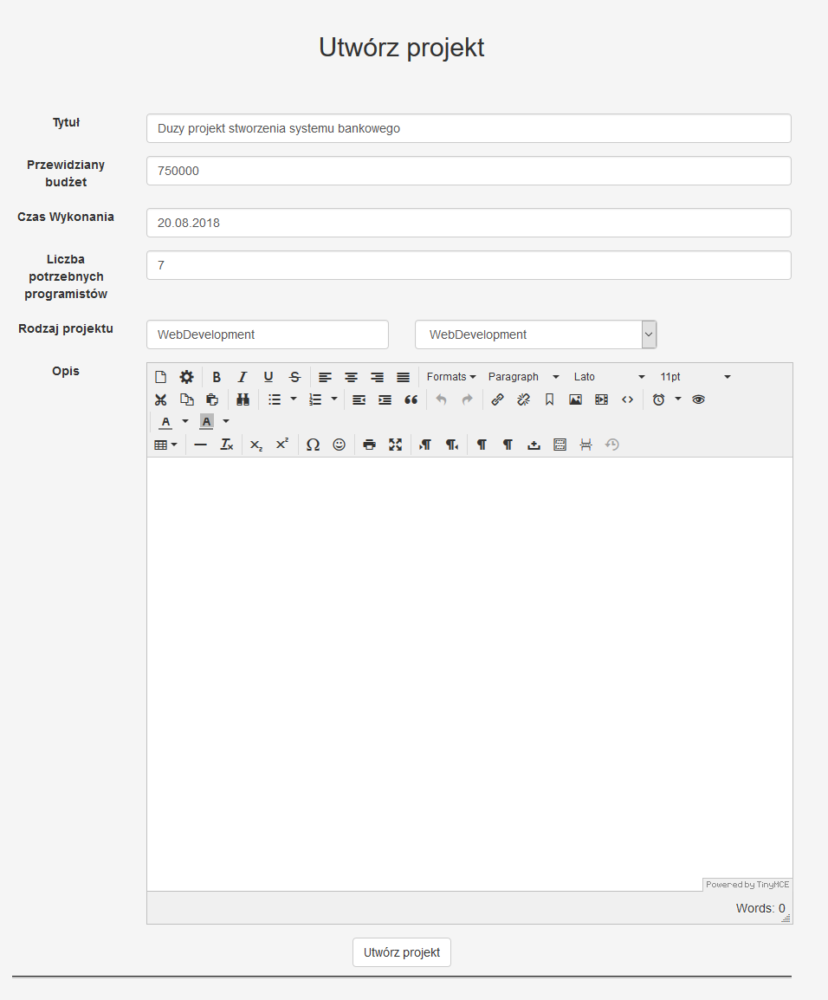 Utwórz projekt
Tytuł
Duzy projekt stworzenia systemu bankowego
Przewidziany
budżet
750000
Czas Wykonania
20.08.2018
Liczba
potrzebnych
programistów
7
Rodzaj projektu
WebDevelopment
WebDevelopment
Opis
Formats
Paragraph
Lato
11pt
Powered by TinyMCE
Words: 0
Utwórz projekt